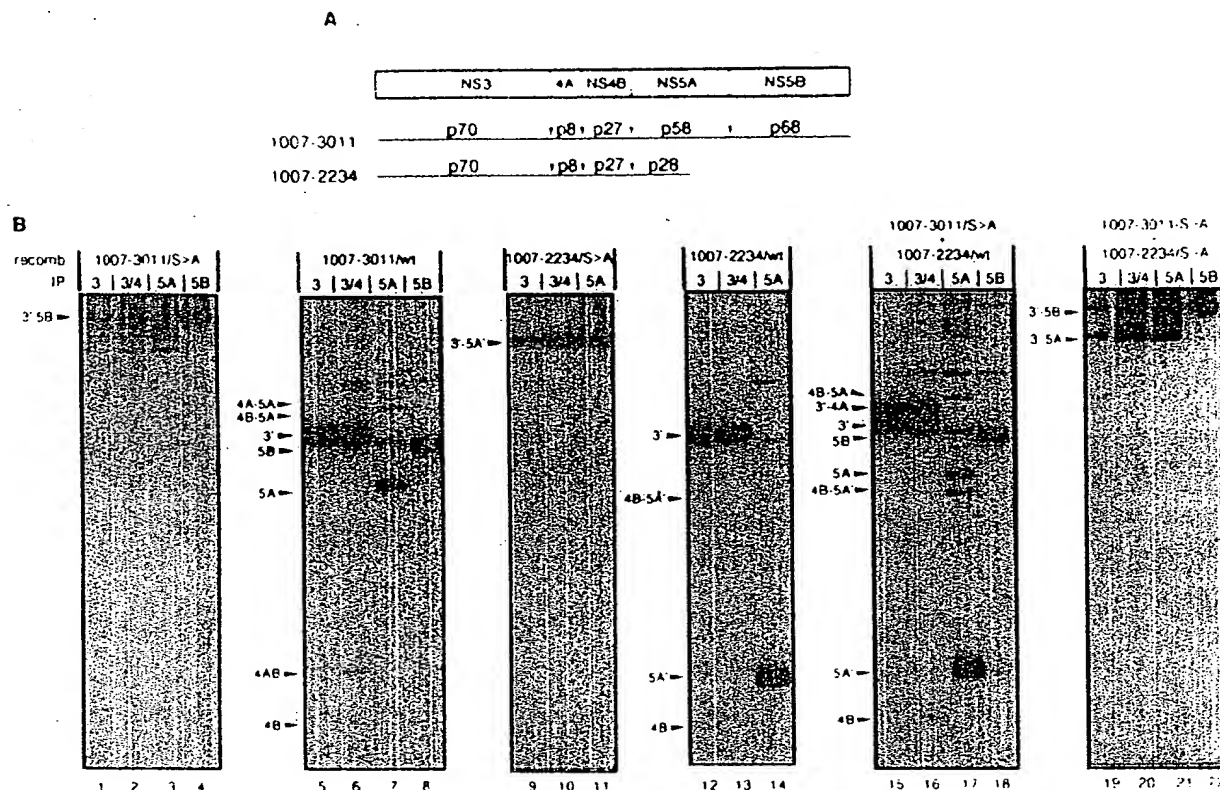 A
NS3 4A NS4B NS5A NS5B
1007-3011 p70 p8 p27 p58 p68
1007-2234 p70 p8 p27 p28
B
recomb 1007-3011/S>A
IP 3 3/4 5A 5B
3'-5B
1 2 3 4
1007-3011/wt
3 3/4 5A 5B
4A-5A
4B-5A
3'
5B
5A
4AB
4B
5 6 7 8
1007-2234/S>A
3 3/4 5A
3'-5A'
9 10 11
1007-2234/wt
3 3/4 5A
3'
4B-5A'
5A'
4B
12 13 14
1007-3011/S>A
+
1007-2234/wt
3 3/4 5A 5B
4B-5A
3'-4A
3'
5B
5A
4B-5A'
5A'
4B
15 16 17 18
1007-3011-S-A
1007-2234/S-A
3 3/4 5A 5B
3'-5B
3'-5A
19 20 21